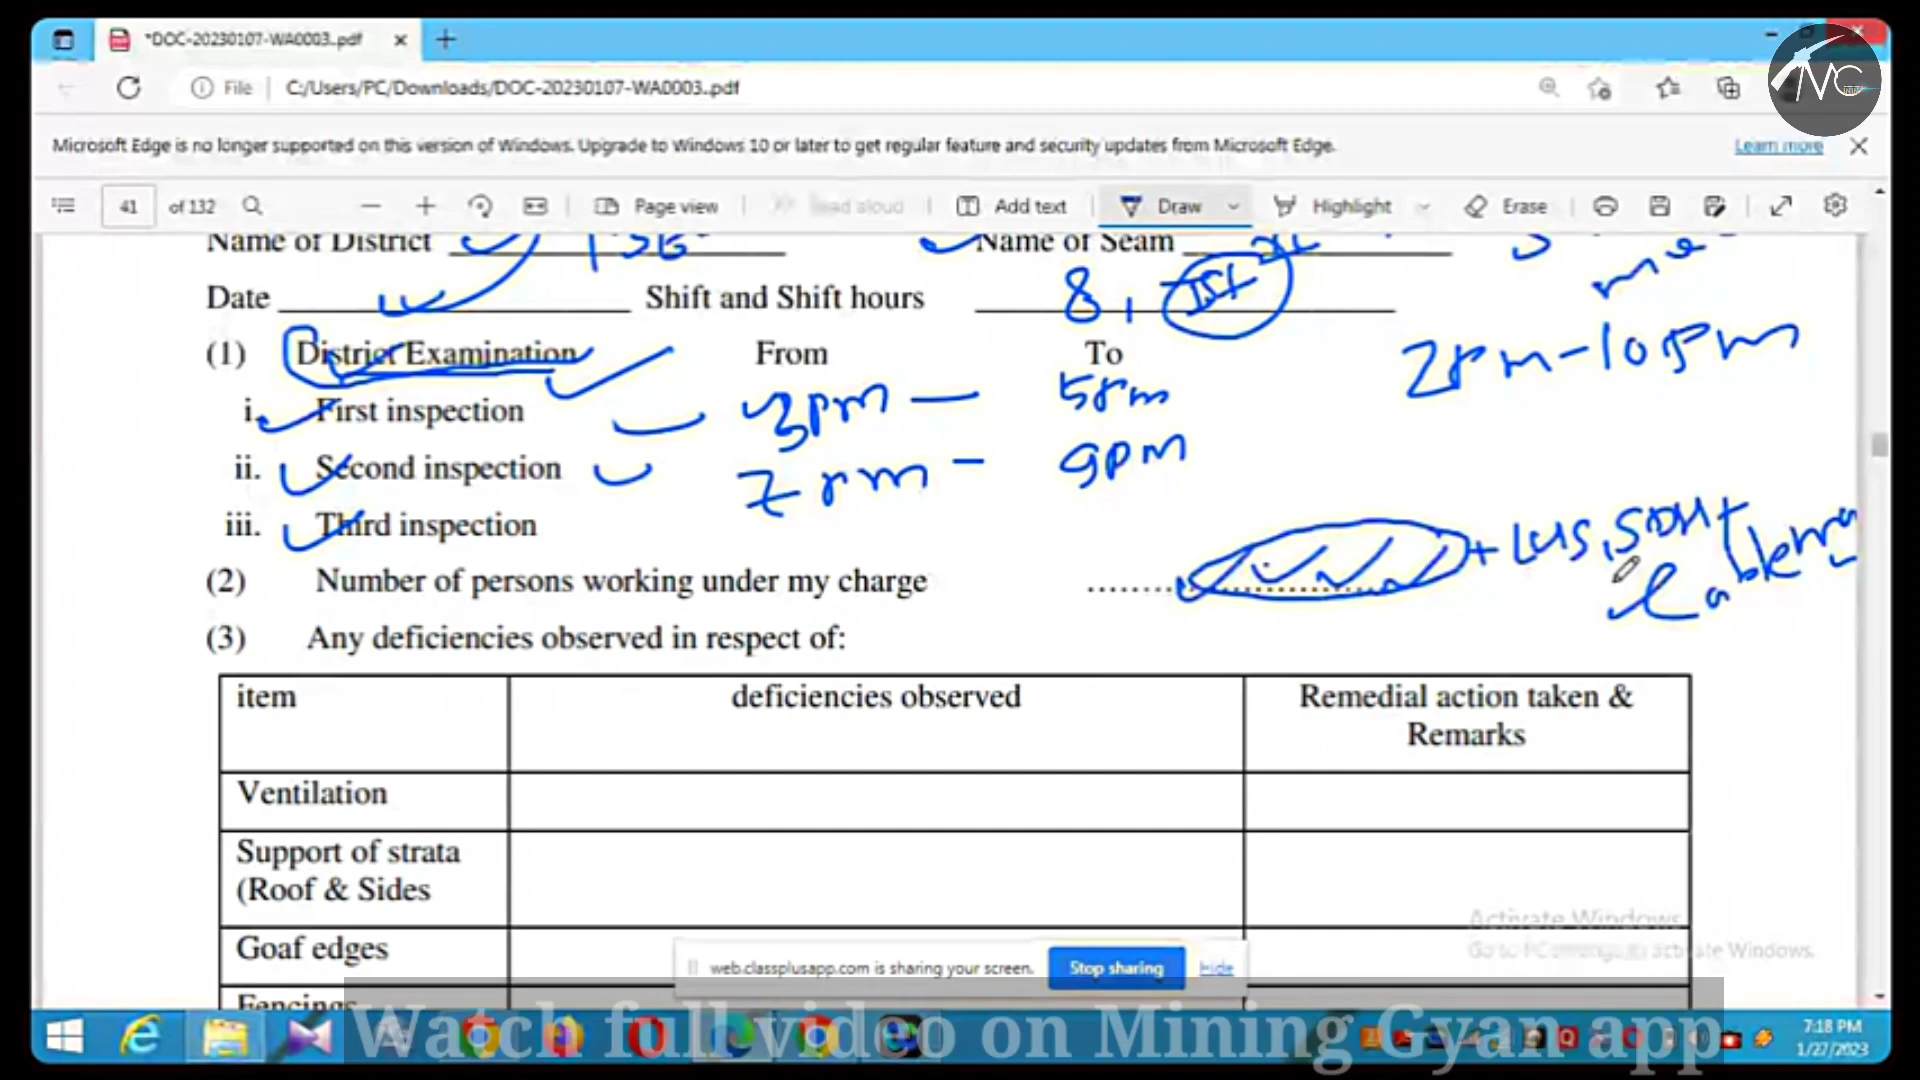 *DOC-20230107-WA0003..pdf
File C:/Users/PC/Downloads/DOC-20230107-WA0003..pdf
Microsoft Edge is no longer supported on this version of Windows. Upgrade to Windows 10 or later to get regular feature and security updates from Microsoft Edge. Learn more
41 of 132 Page view Read aloud Add text Draw Highlight Erase
Name of District Name of Seam
Date Shift and Shift hours 8, Ist
(1) District Examination From To 2pm-10pm
i. First inspection 3pm — 5pm
ii. Second inspection 7pm - 9pm
iii. Third inspection
(2) Number of persons working under my charge ........ + LHS,
(3) Any deficiencies observed in respect of:
item deficiencies observed Remedial action taken & Remarks
Ventilation
Support of strata (Roof & Sides
Goaf edges
Fencings
Activate Windows
web.classplusapp.com is sharing your screen. Stop sharing Hide
Watch full video on Mining Gyan app
7:18 PM
1/27/2023